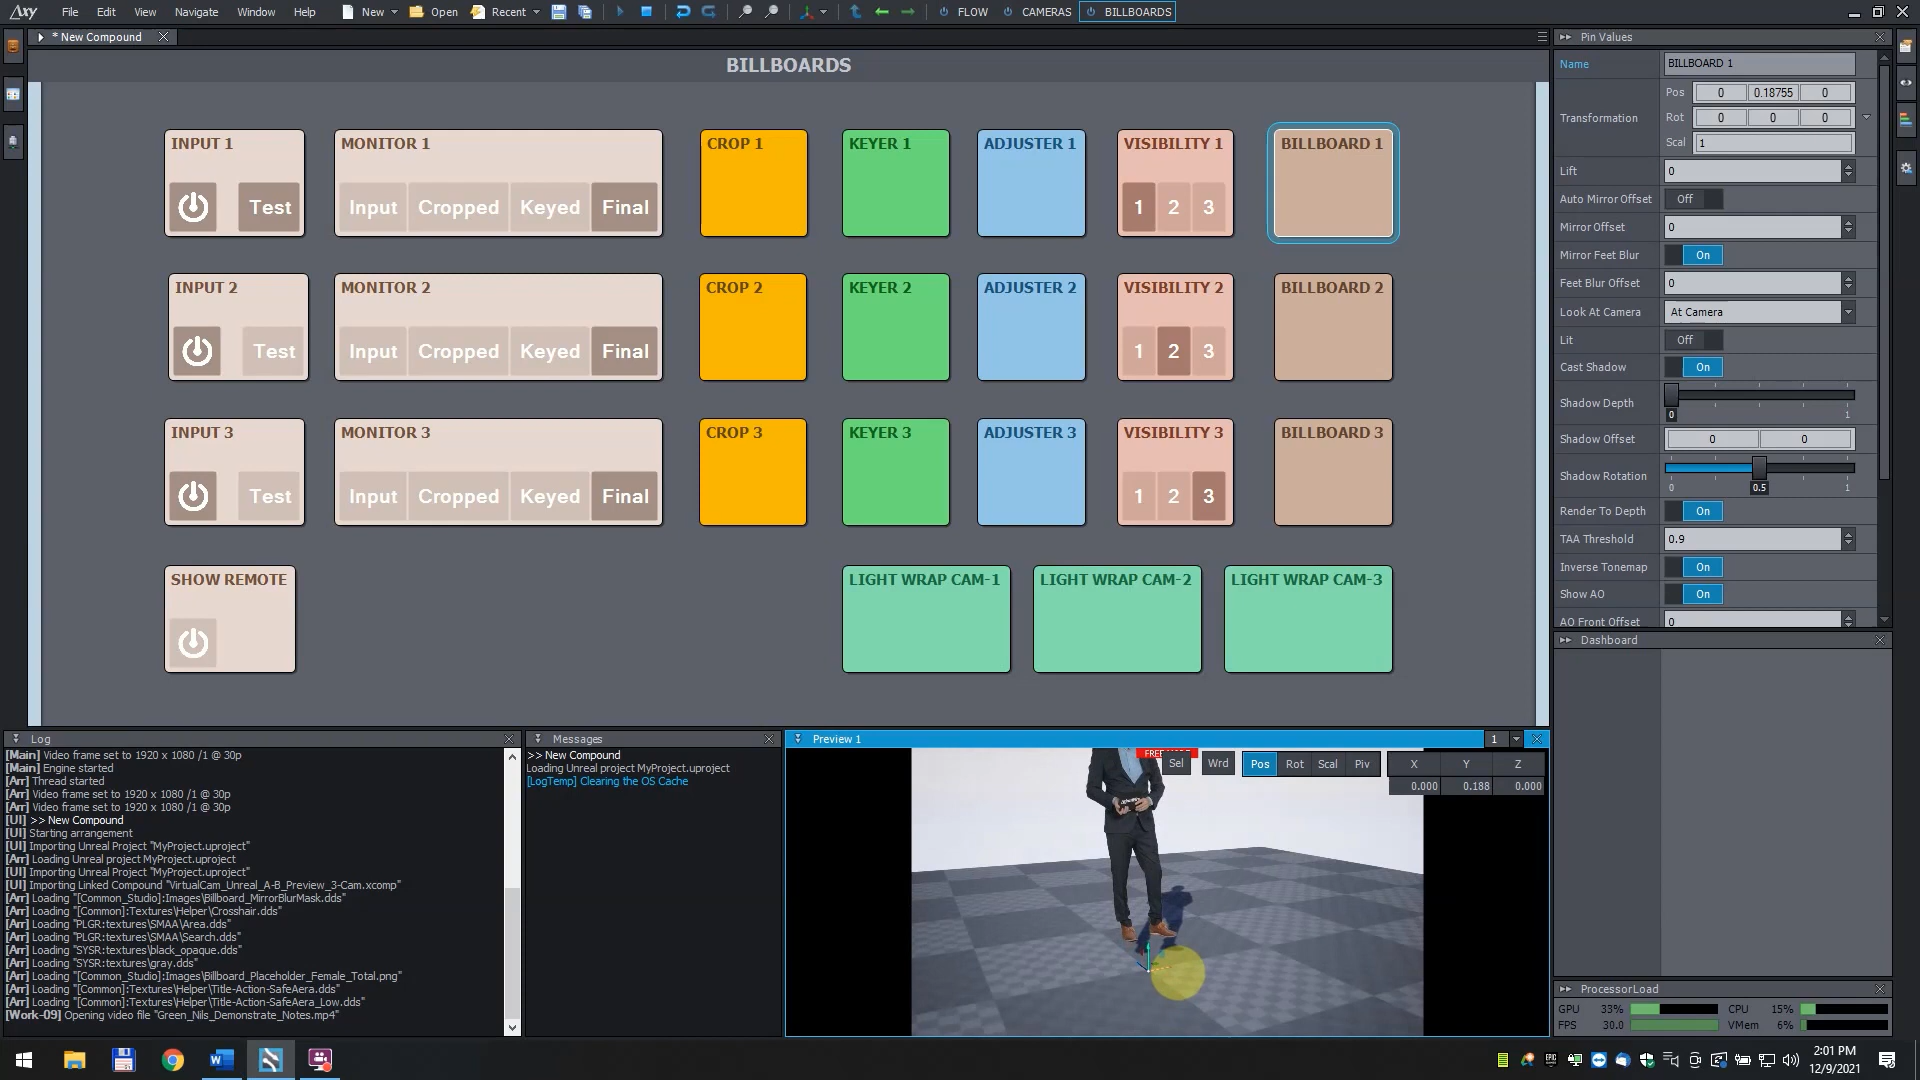 Axy File Edit View Navigate Window Help New Open Recent FLOW CAMERAS BILLBOARDS
* New Compound
BILLBOARDS
INPUT 1 MONITOR 1 CROP 1 KEYER 1 ADJUSTER 1 VISIBILITY 1 BILLBOARD 1
Test Input Cropped Keyed Final 1 2 3
INPUT 2 MONITOR 2 CROP 2 KEYER 2 ADJUSTER 2 VISIBILITY 2 BILLBOARD 2
Test Input Cropped Keyed Final 1 2 3
INPUT 3 MONITOR 3 CROP 3 KEYER 3 ADJUSTER 3 VISIBILITY 3 BILLBOARD 3
Test Input Cropped Keyed Final 1 2 3
SHOW REMOTE LIGHT WRAP CAM-1 LIGHT WRAP CAM-2 LIGHT WRAP CAM-3
Pin Values
Name BILLBOARD 1
Pos 0 0.18755 0
Transformation Rot 0 0 0
Scal 1
Lift 0
Auto Mirror Offset Off
Mirror Offset 0
Mirror Feet Blur On
Feet Blur Offset 0
Look At Camera At Camera
Lit Off
Cast Shadow On
Shadow Depth 0 1
Shadow Offset 0 0
Shadow Rotation 0 0.5 1
Render To Depth On
TAA Threshold 0.9
Inverse Tonemap On
Show AO On
AO Front Offset 0
Dashboard
ProcessorLoad
GPU 33% CPU 15%
FPS 30.0 VMem 6%
Log
[Main] Video frame set to 1920 x 1080 /1 @ 30p
[Main] Engine started
[Arr] Thread started
[Arr] Video frame set to 1920 x 1080 /1 @ 30p
[Arr] Video frame set to 1920 x 1080 /1 @ 30p
[UI] >> New Compound
[UI] Starting arrangement
[UI] Importing Unreal Project "MyProject.uproject"
[Arr] Loading Unreal project MyProject.uproject
[UI] Importing Unreal Project "MyProject.uproject"
[UI] Importing Linked Compound "VirtualCam_Unreal_A-B_Preview_3-Cam.xcomp"
[Arr] Loading "[Common_Studio]:Images\Billboard_MirrorBlurMask.dds"
[Arr] Loading "[Common]:Textures\Helper\Crosshair.dds"
[Arr] Loading "PLGR:textures\SMAA\Area.dds"
[Arr] Loading "PLGR:textures\SMAA\Search.dds"
[Arr] Loading "SYSR:textures\black_opaque.dds"
[Arr] Loading "SYSR:textures\gray.dds"
[Arr] Loading "[Common_Studio]:Images\Billboard_Placeholder_Female_Total.png"
[Arr] Loading "[Common]:Textures\Helper\Title-Action-SafeAera.dds"
[Arr] Loading "[Common]:Textures\Helper\Title-Action-SafeAera_Low.dds"
[Work-09] Opening video file "Green_Nils_Demonstrate_Notes.mp4"
Messages
>> New Compound
Loading Unreal project MyProject.uproject
[LogTemp] Clearing the OS Cache
Preview 1 1
Sel Wrd Pos Rot Scal Piv X Y Z
0.000 0.188 0.000
2:01 PM
12/9/2021